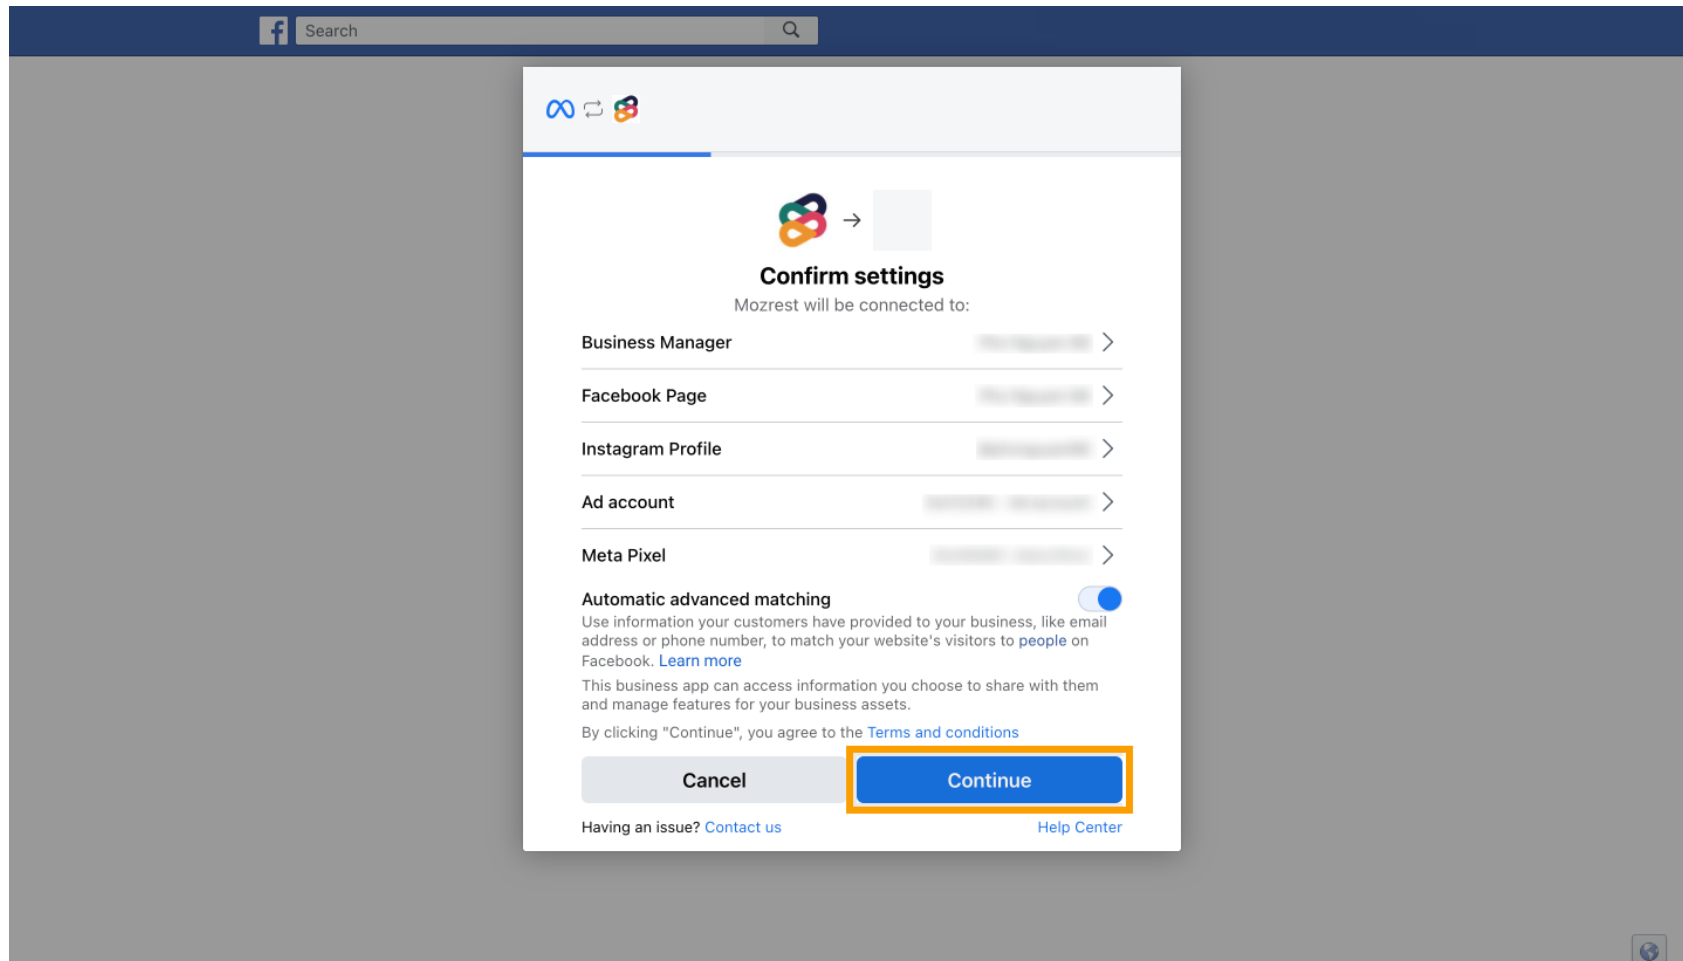 Search
Confirm settings
Mozrest will be connected to:
Business Manager
Facebook Page
Instagram Profile
Ad account
Meta Pixel
Automatic advanced matching
Use information your customers have provided to your business, like email
address or phone number, to match your website's visitors to people on
Facebook. Learn more
This business app can access information you choose to share with them
and manage features for your business assets.
By clicking "Continue", you agree to the Terms and conditions
Cancel Continue
Having an issue? Contact us Help Center